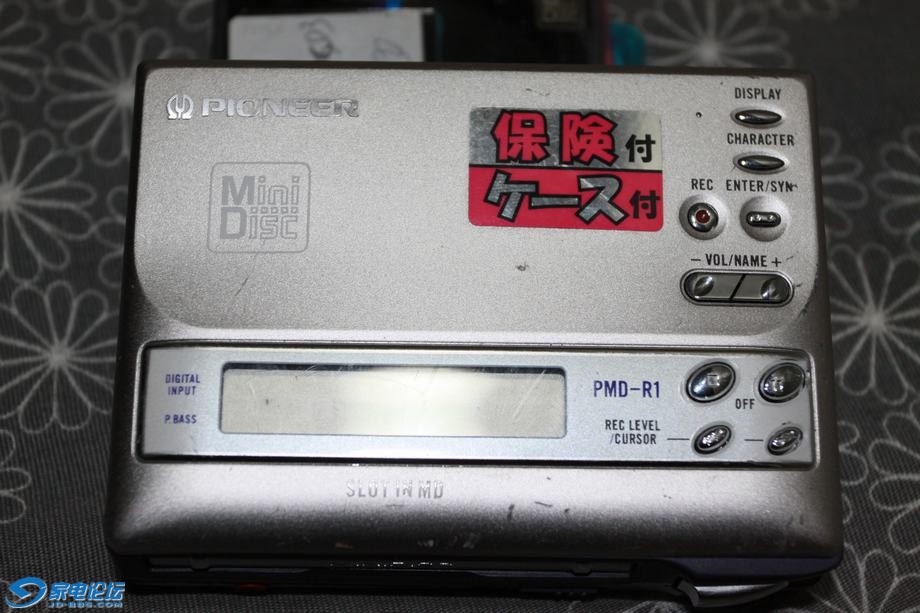 PIONEER
Mini
Disc
保険付
ケース付
DISPLAY
CHARACTER
REC ENTER/SYN
– VOL/NAME +
DIGITAL
INPUT
P.BASS
PMD-R1
OFF
REC LEVEL
/CURSOR
SLOT IN MD
家电论坛
JD-BBS.COM